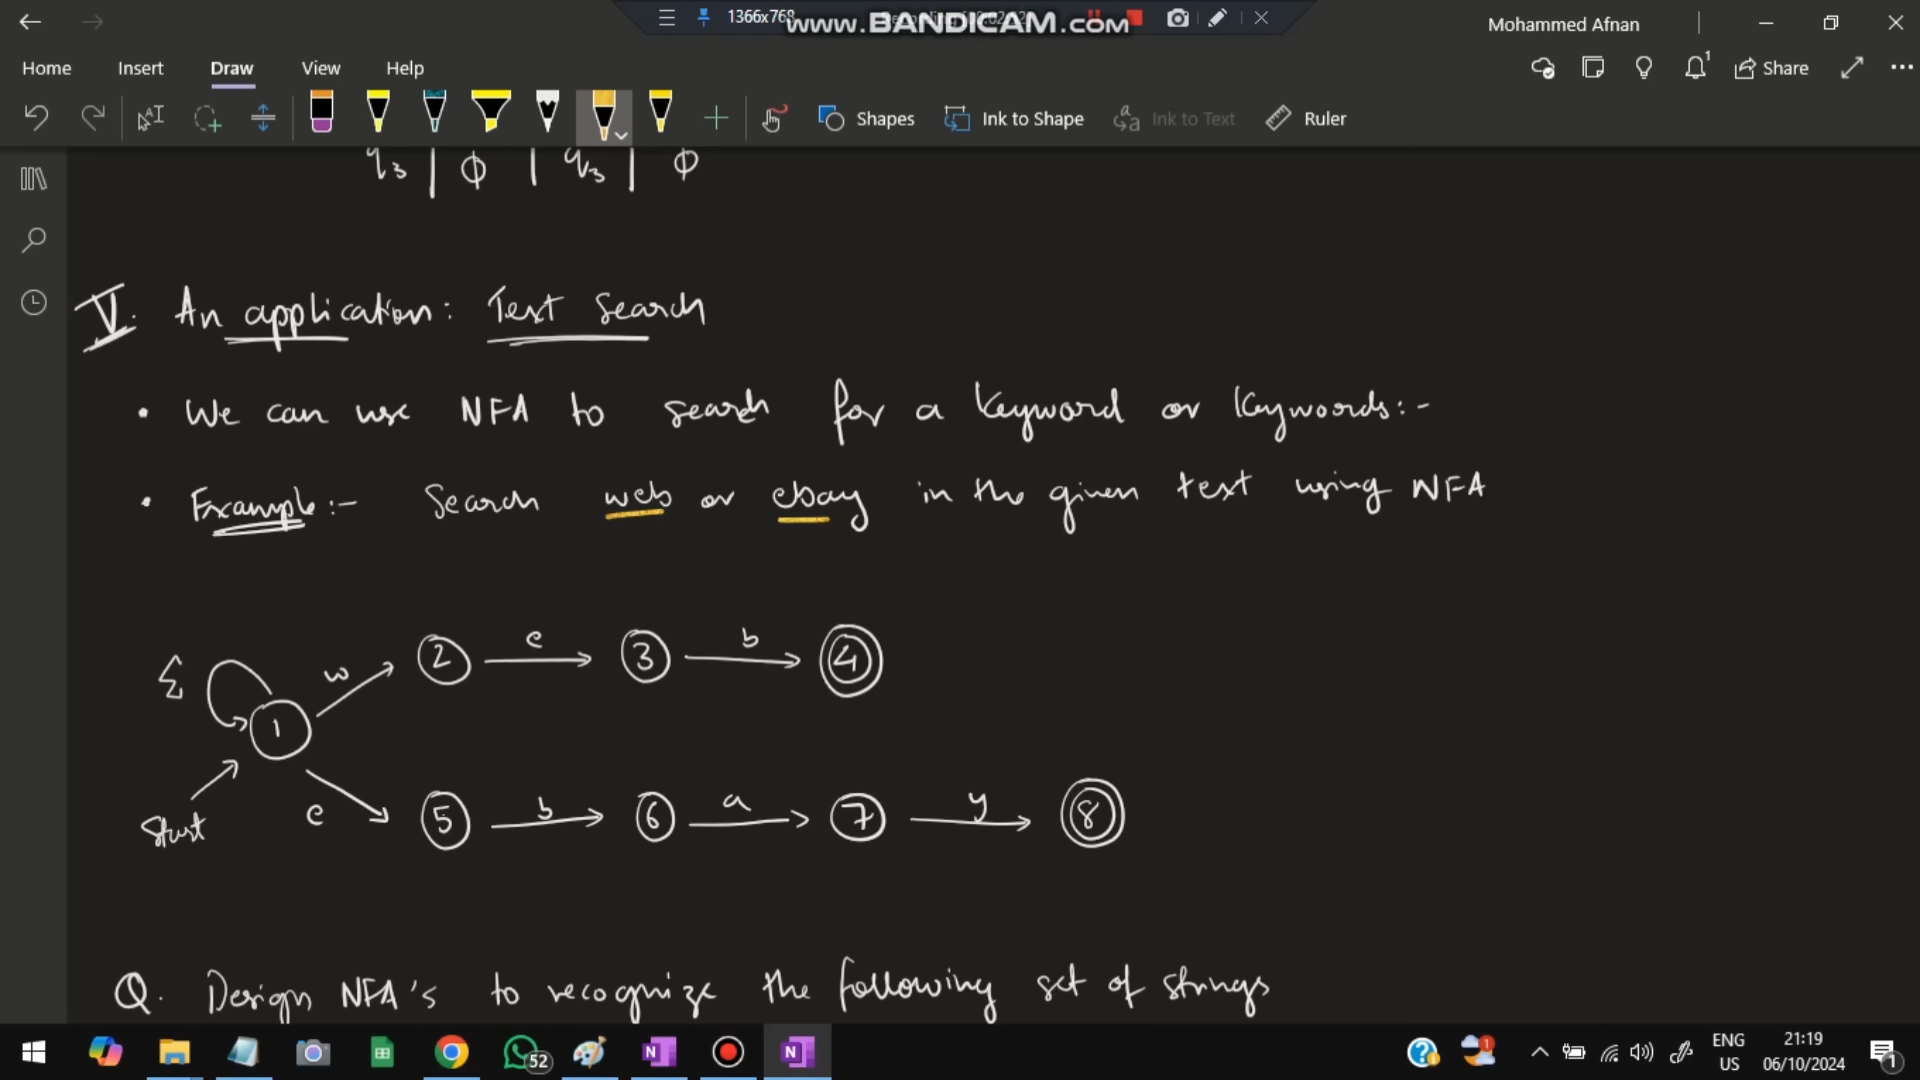 1366x768
www.BANDICAM.com
Mohammed Afnan
Home Insert Draw View Help
1 Share
Shapes Ink to Shape Ink to Text Ruler
q3 | ϕ | q3 | ϕ
V. An application: Text Search
• We can use NFA to search for a keyword or keywords:-
• Example:- Search web or ebay in the given text using NFA
Σ 1 w 2 e 3 b 4
Start e 5 b 6 a 7 y 8
Q. Design NFA's to recognize the following set of strings
52
1
ENG
US
21:19
06/10/2024
1